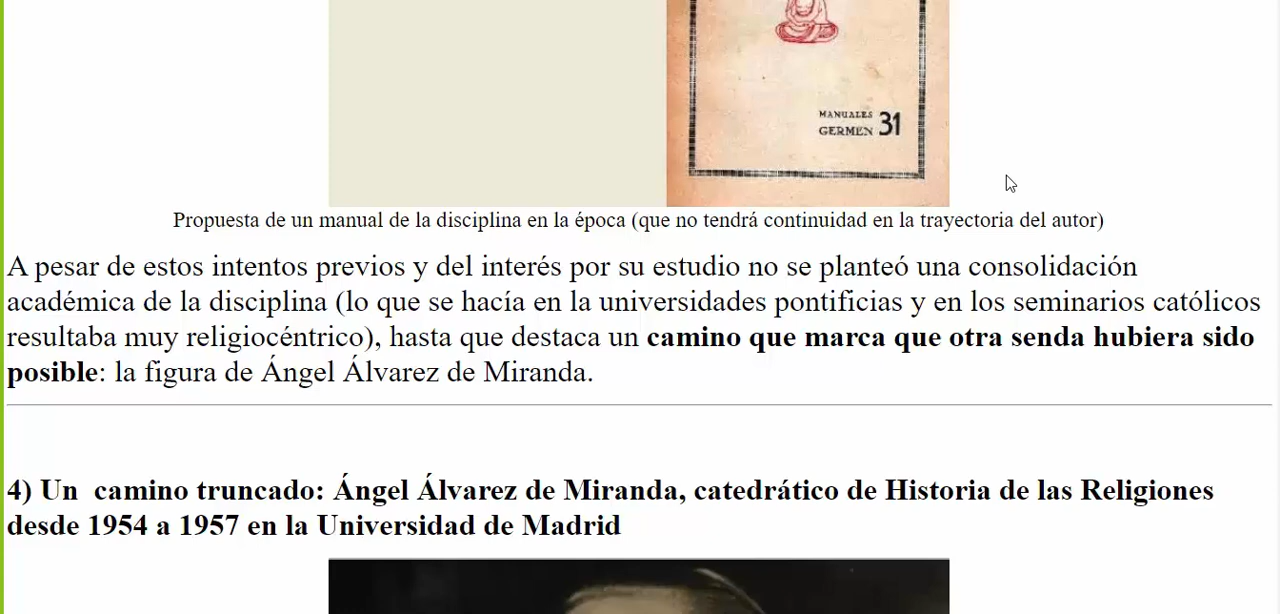 MANUALES
GERMEN 31
Propuesta de un manual de la disciplina en la época (que no tendrá continuidad en la trayectoria del autor)
A pesar de estos intentos previos y del interés por su estudio no se planteó una consolidación
académica de la disciplina (lo que se hacía en la universidades pontificias y en los seminarios católicos
resultaba muy religiocéntrico), hasta que destaca un camino que marca que otra senda hubiera sido
posible: la figura de Ángel Álvarez de Miranda.
4) Un  camino truncado: Ángel Álvarez de Miranda, catedrático de Historia de las Religiones
desde 1954 a 1957 en la Universidad de Madrid